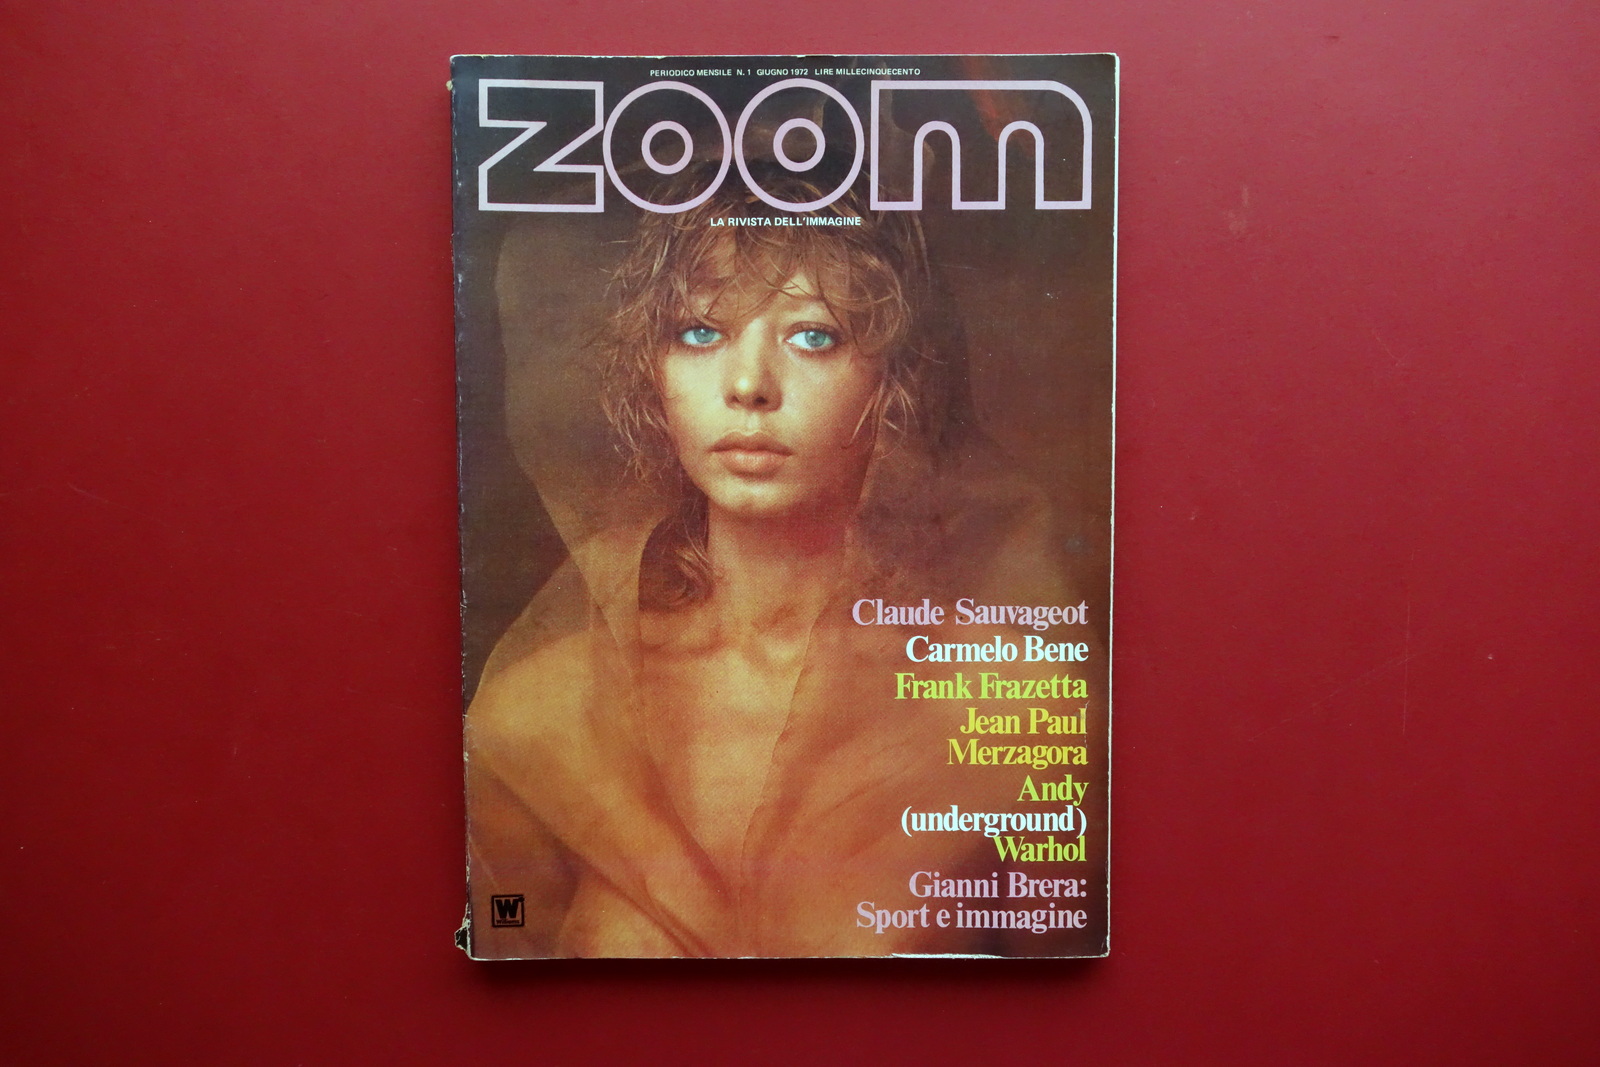 PERIODICO MENSILE N. 1 GIUGNO 1972 LIRE MILLECINQUECENTO
zoom
LA RIVISTA DELL'IMMAGINE
Claude Sauvageot
Carmelo Bene
Frank Frazetta
Jean Paul
Merzagora
Andy
(underground)
Warhol
Gianni Brera:
Sport e immagine
W